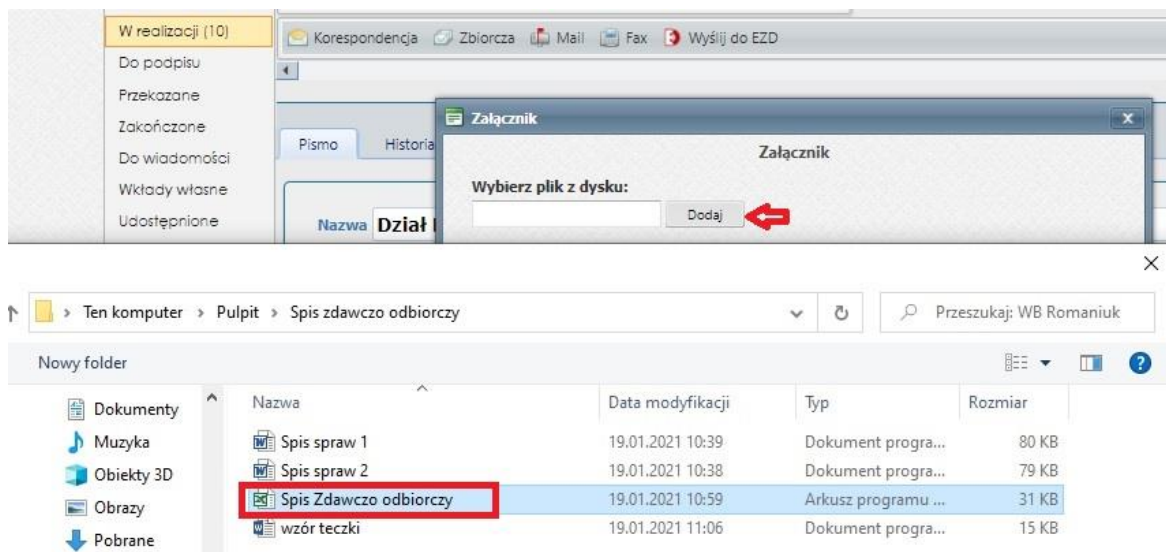 W realizacji (10)
Korespondencja Zbiorcza Mail Fax Wyślij do EZD
Do podpisu
Przekazane
Zakończone
Do wiadomości
Wkłady własne
Udostępnione
Pismo Historia
Załącznik
Załącznik
Wybierz plik z dysku:
Dodaj
Nazwa Dział
Ten komputer > Pulpit > Spis zdawczo odbiorczy
Przeszukaj: WB Romaniuk
Nowy folder
Dokumenty
Muzyka
Obiekty 3D
Obrazy
Pobrane
Nazwa Data modyfikacji Typ Rozmiar
Spis spraw 1 19.01.2021 10:39 Dokument progra... 80 KB
Spis spraw 2 19.01.2021 10:38 Dokument progra... 79 KB
Spis Zdawczo odbiorczy 19.01.2021 10:59 Arkusz programu ... 31 KB
wzór teczki 19.01.2021 11:06 Dokument progra... 15 KB